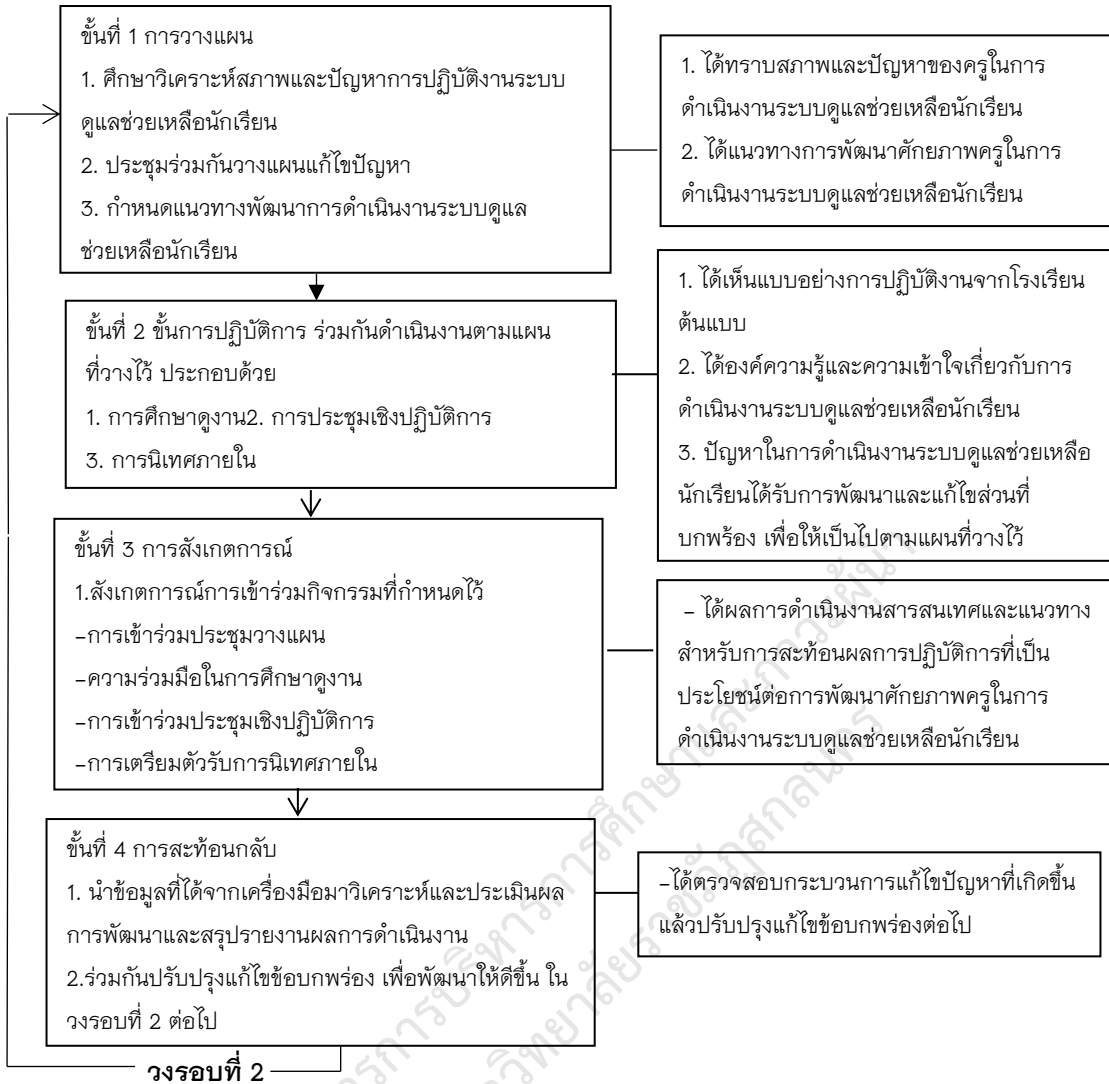 ขั้นที่ 1 การวางแผน
1. ศึกษาวิเคราะห์สภาพและปัญหาการปฏิบัติงานระบบ
ดูแลช่วยเหลือนักเรียน
2. ประชุมร่วมกันวางแผนแก้ไขปัญหา
3. กำหนดแนวทางพัฒนาการดำเนินงานระบบดูแล
ช่วยเหลือนักเรียน
1. ได้ทราบสภาพและปัญหาของครูในการ
ดำเนินงานระบบดูแลช่วยเหลือนักเรียน
2. ได้แนวทางการพัฒนาศักยภาพครูในการ
ดำเนินงานระบบดูแลช่วยเหลือนักเรียน
ขั้นที่ 2 ขั้นการปฏิบัติการ ร่วมกันดำเนินงานตามแผน
ที่วางไว้ ประกอบด้วย
1. การศึกษาดูงาน2. การประชุมเชิงปฏิบัติการ
3. การนิเทศภายใน
1. ได้เห็นแบบอย่างการปฏิบัติงานจากโรงเรียน
ต้นแบบ
2. ได้องค์ความรู้และความเข้าใจเกี่ยวกับการ
ดำเนินงานระบบดูแลช่วยเหลือนักเรียน
3. ปัญหาในการดำเนินงานระบบดูแลช่วยเหลือ
นักเรียนได้รับการพัฒนาและแก้ไขส่วนที่
บกพร้อง เพื่อให้เป็นไปตามแผนที่วางไว้
ขั้นที่ 3 การสังเกตการณ์
1.สังเกตการณ์การเข้าร่วมกิจกรรมที่กำหนดไว้
-การเข้าร่วมประชุมวางแผน
-ความร่วมมือในการศึกษาดูงาน
-การเข้าร่วมประชุมเชิงปฏิบัติการ
-การเตรียมตัวรับการนิเทศภายใน
- ได้ผลการดำเนินงานสารสนเทศและแนวทาง
สำหรับการสะท้อนผลการปฏิบัติการที่เป็น
ประโยชน์ต่อการพัฒนาศักยภาพครูในการ
ดำเนินงานระบบดูแลช่วยเหลือนักเรียน
ขั้นที่ 4 การสะท้อนกลับ
1. นำข้อมูลที่ได้จากเครื่องมือมาวิเคราะห์และประเมินผล
การพัฒนาและสรุปรายงานผลการดำเนินงาน
2.ร่วมกันปรับปรุงแก้ไขข้อบกพร่อง เพื่อพัฒนาให้ดีขึ้น ใน
วงรอบที่ 2 ต่อไป
-ได้ตรวจสอบกระบวนการแก้ไขปัญหาที่เกิดขึ้น
แล้วปรับปรุงแก้ไขข้อบกพร่องต่อไป
วงรอบที่ 2
การบริหารการศึกษาและภาวะผู้นำ